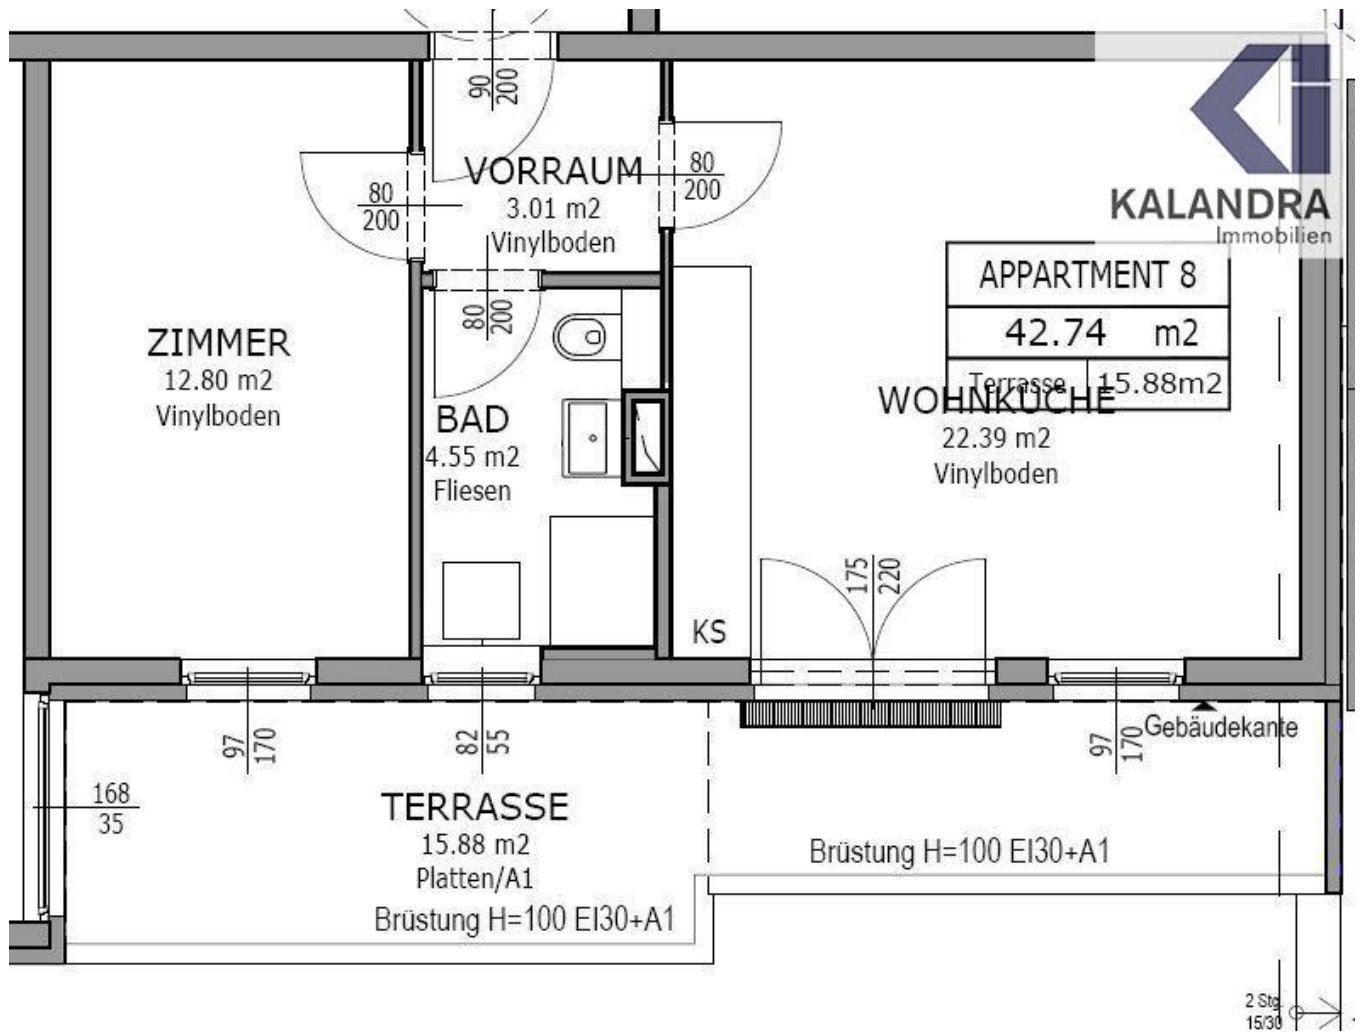 90
200
KALANDRA
Immobilien
VORRAUM
3.01 m2
Vinylboden
80
200
80
200
APPARTMENT 8
42.74 m2
Terrasse 15.88m2
80
200
ZIMMER
12.80 m2
Vinylboden
BAD
4.55 m2
Fliesen
WOHNKÜCHE
22.39 m2
Vinylboden
175
220
KS
97
170
82
55
97
170
Gebäudekante
168
35
TERRASSE
15.88 m2
Platten/A1
Brüstung H=100 EI30+A1
Brüstung H=100 EI30+A1
2 Stg
15/30